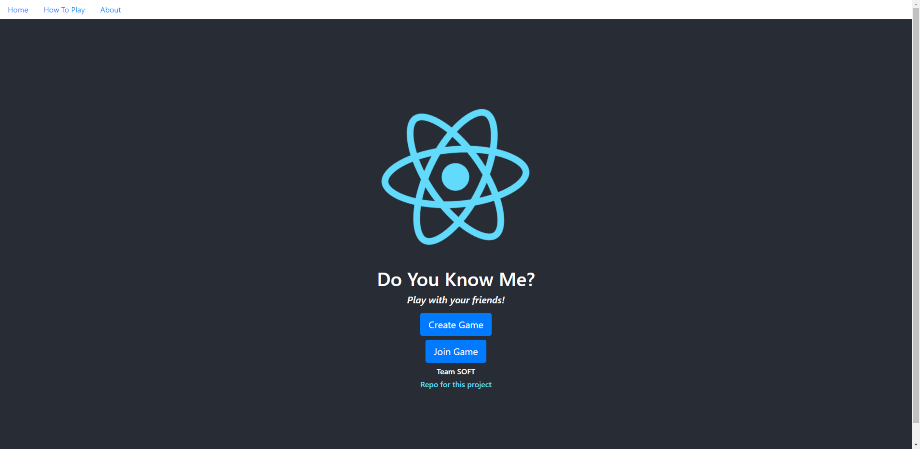 Home How To Play About
Do You Know Me?
Play with your friends!
Create Game
Join Game
Team SOFT
Repo for this project